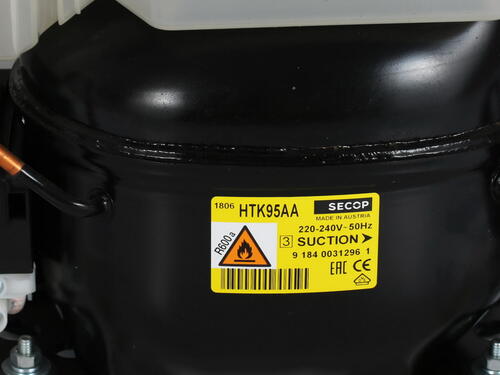 1806 HTK95AA
SECOP
MADE IN AUSTRIA
220-240V~50Hz
R600a
3 SUCTION
9 184 0031296 1
EAC CE